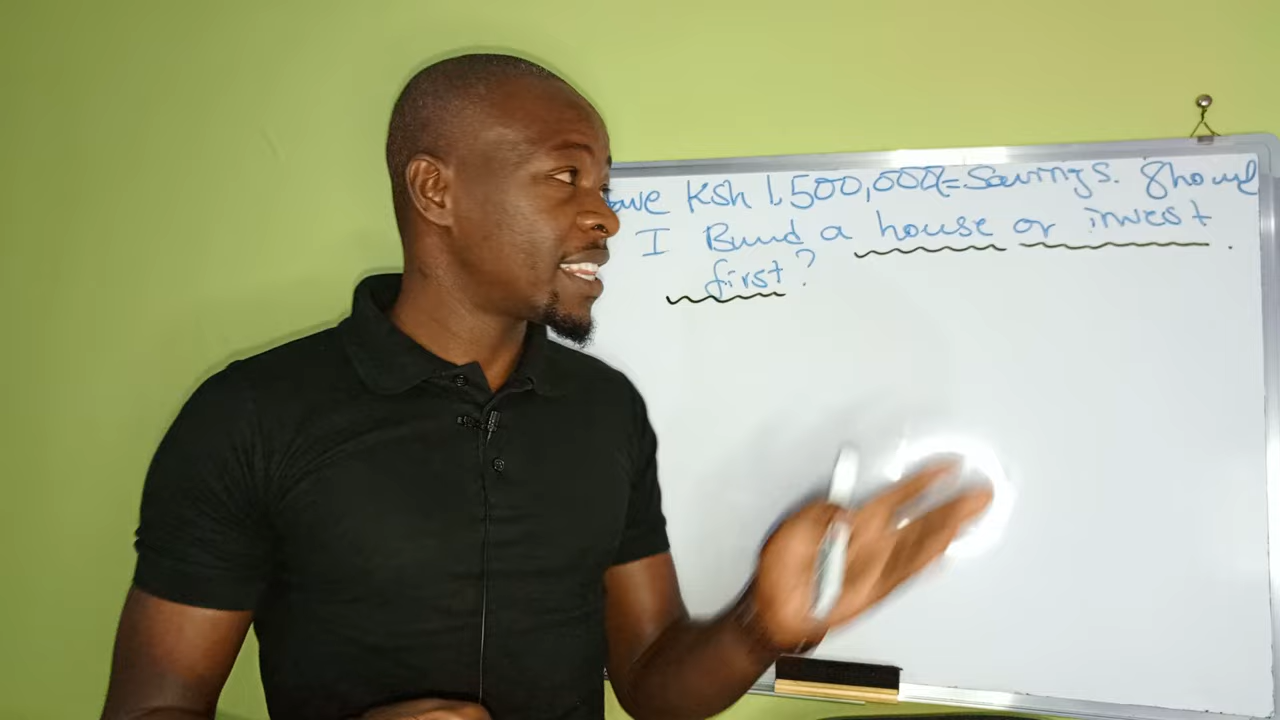 ave Ksh 1,500,000/= Savings. Should
I Build a house or invest.
first?